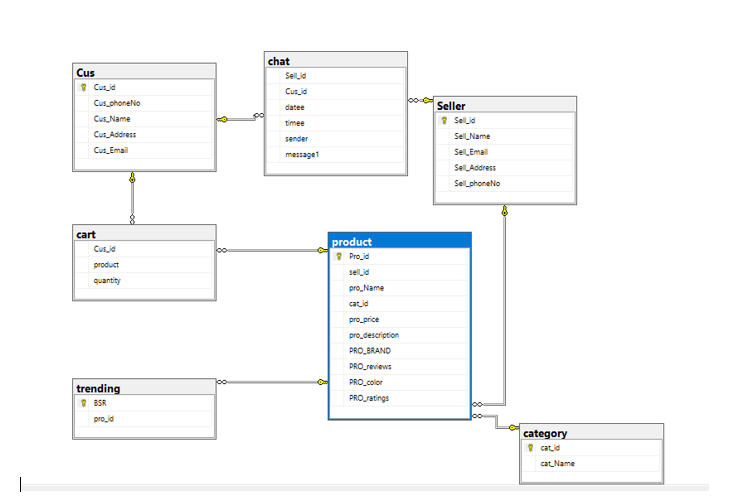 Cus
Cus_id
Cus_phoneNo
Cus_Name
Cus_Address
Cus_Email
chat
Sell_id
Cus_id
datee
timee
sender
message1
Seller
Sell_id
Sell_Name
Sell_Email
Sell_Address
Sell_phoneNo
cart
Cus_id
product
quantity
product
Pro_id
sell_id
pro_Name
cat_id
pro_price
pro_description
PRO_BRAND
PRO_reviews
PRO_color
PRO_ratings
trending
BSR
pro_id
category
cat_id
cat_Name